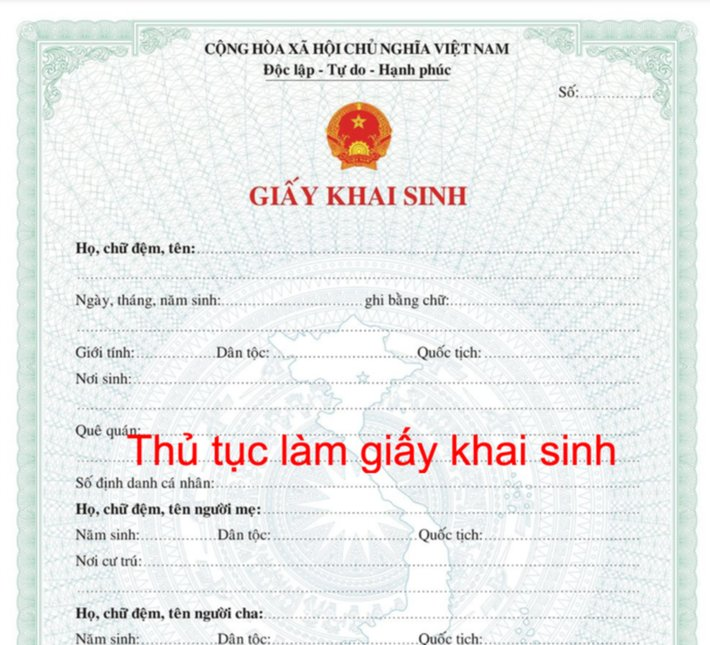 CỘNG HÒA XÃ HỘI CHỦ NGHĨA VIỆT NAM
Độc lập - Tự do - Hạnh phúc
Số:
GIẤY KHAI SINH
Họ, chữ đệm, tên:
Ngày, tháng, năm sinh: ghi bằng chữ:
Giới tính: Dân tộc: Quốc tịch:
Nơi sinh:
Quê quán:
Thủ tục làm giấy khai sinh
Số định danh cá nhân:
Họ, chữ đệm, tên người mẹ:
Năm sinh: Dân tộc: Quốc tịch:
Nơi cư trú:
Họ, chữ đệm, tên người cha:
Năm sinh: Dân tộc: Quốc tịch: